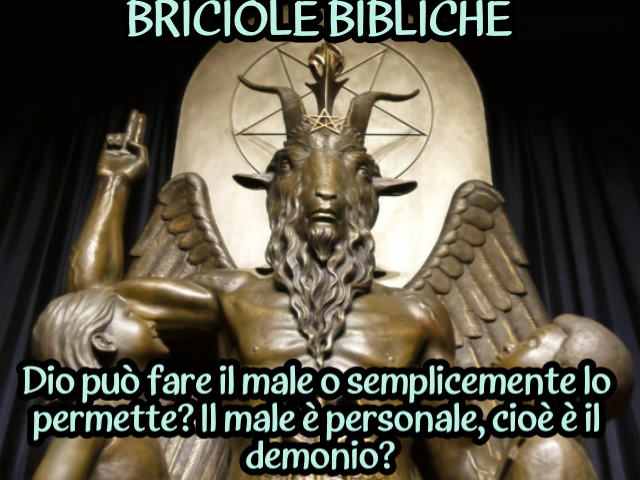 BRICIOLE BIBLICHE
Dio può fare il male o semplicemente lo
permette? Il male è personale, cioè è il
demonio?